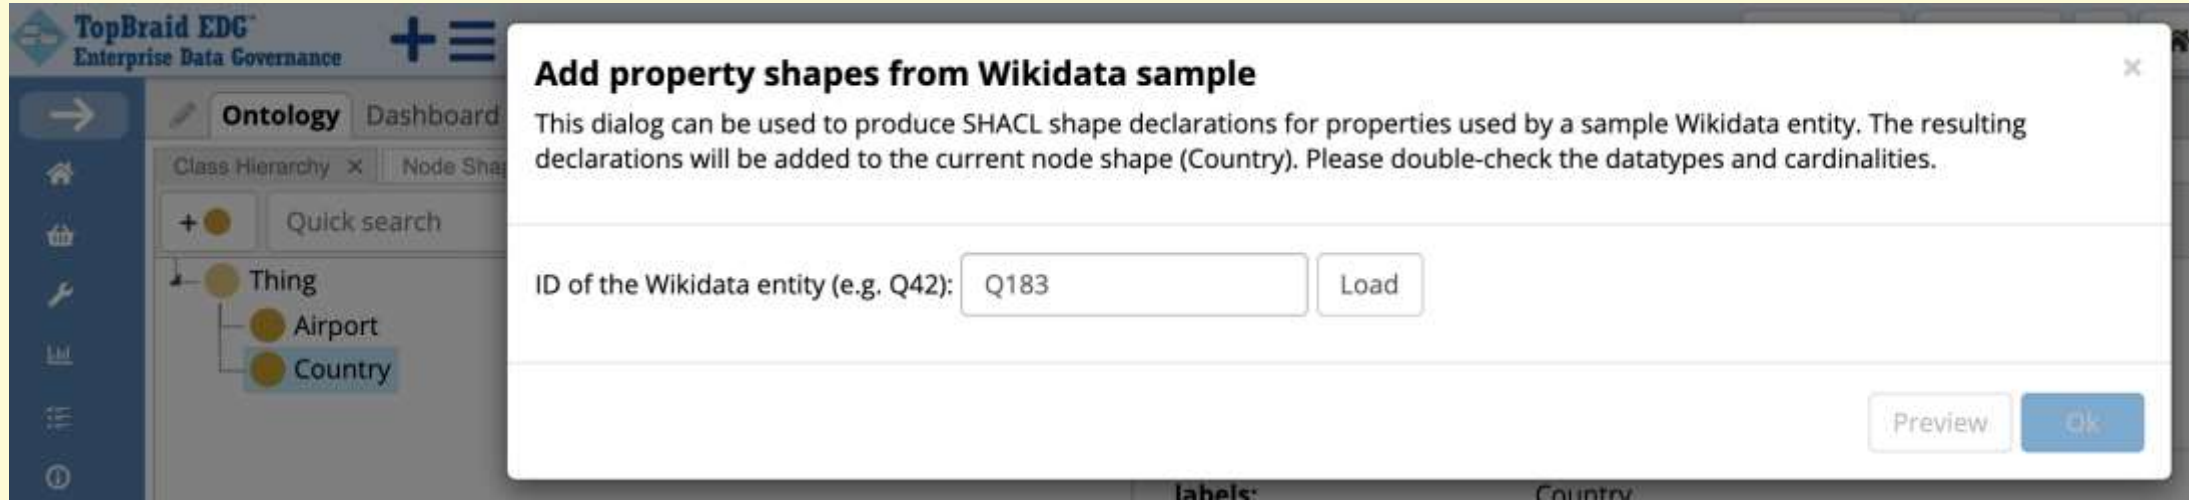 TopBraid EDG
Enterprise Data Governance
Ontology Dashboard
Class Hierarchy × Node Shap
+ Quick search
Thing
Airport
Country
Add property shapes from Wikidata sample ×
This dialog can be used to produce SHACL shape declarations for properties used by a sample Wikidata entity. The resulting
declarations will be added to the current node shape (Country). Please double-check the datatypes and cardinalities.
ID of the Wikidata entity (e.g. Q42): Q183 Load
Preview Ok
labels: Country